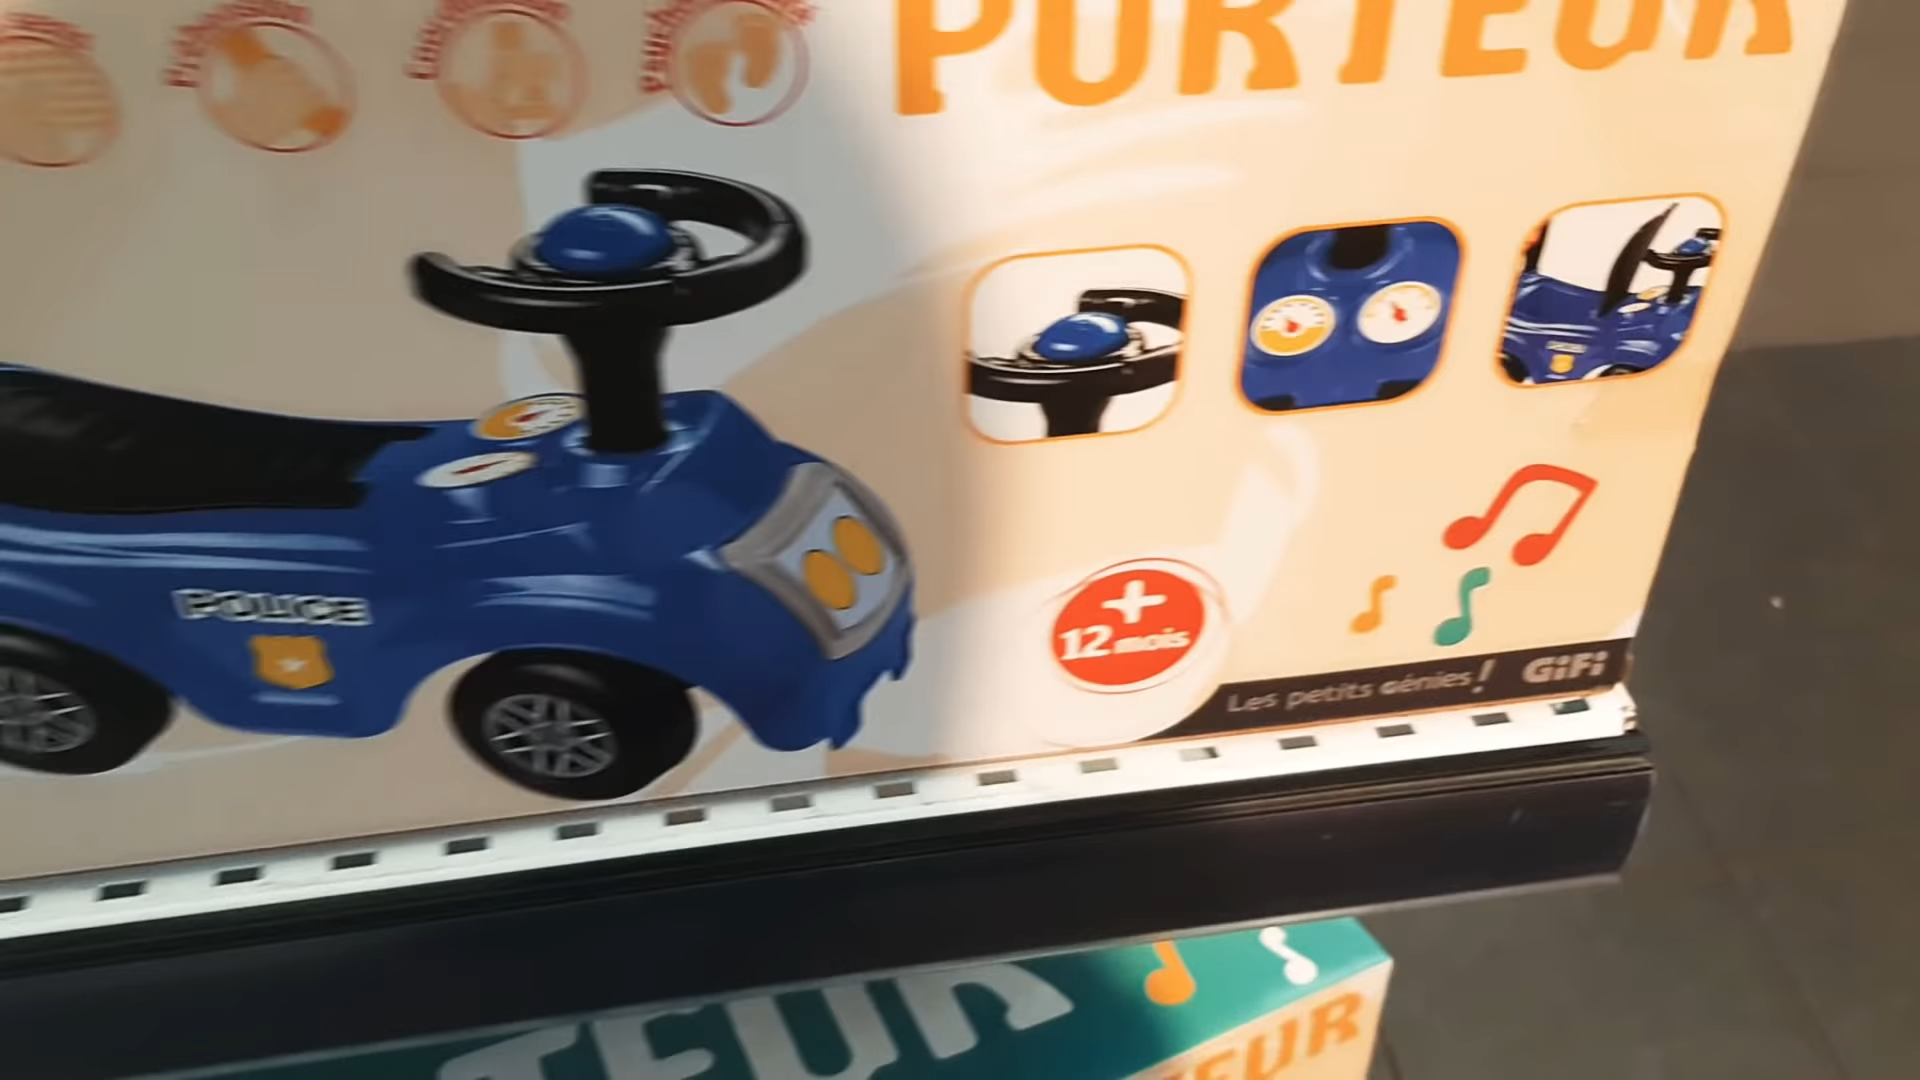 PORTEUR
POLICE
+
12 mois
Les petits génies! GiFi
TEUR
TEUR